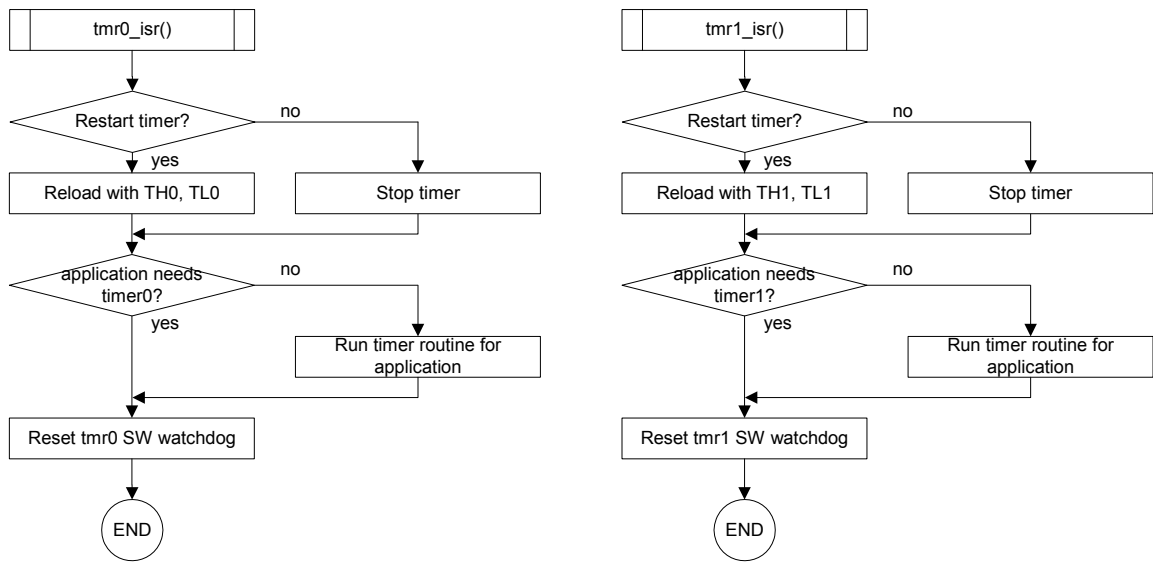 tmr0_isr()
Restart timer?
no
yes
Reload with TH0, TL0
Stop timer
application needs
timer0?
no
yes
Run timer routine for
application
Reset tmr0 SW watchdog
END
tmr1_isr()
Restart timer?
no
yes
Reload with TH1, TL1
Stop timer
application needs
timer1?
no
yes
Run timer routine for
application
Reset tmr1 SW watchdog
END